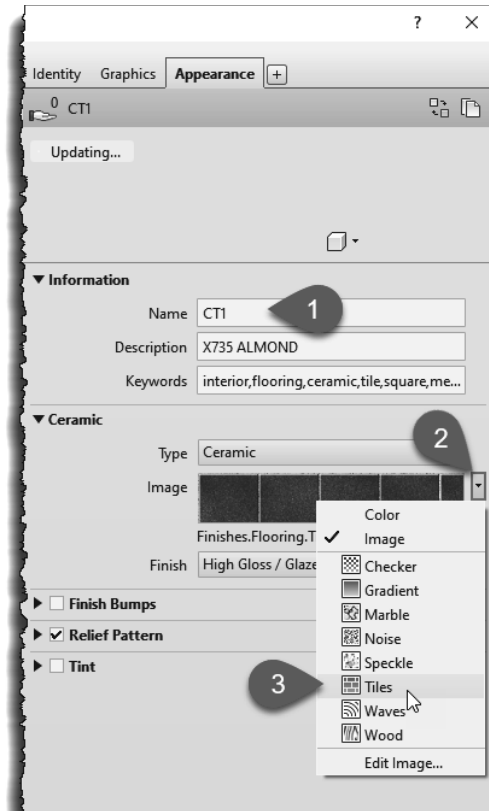 ?
Identity Graphics Appearance +
0 CT1
Updating...
Information
Name CT1 1
Description X735 ALMOND
Keywords interior,flooring,ceramic,tile,square,me...
Ceramic
2
Type Ceramic
Image
Color
Finishes.Flooring.T
Image
Finish High Gloss / Glaze
Checker
Gradient
Finish Bumps
Marble
Relief Pattern
Noise
Tint
Speckle
3 Tiles
Waves
Wood
Edit Image...